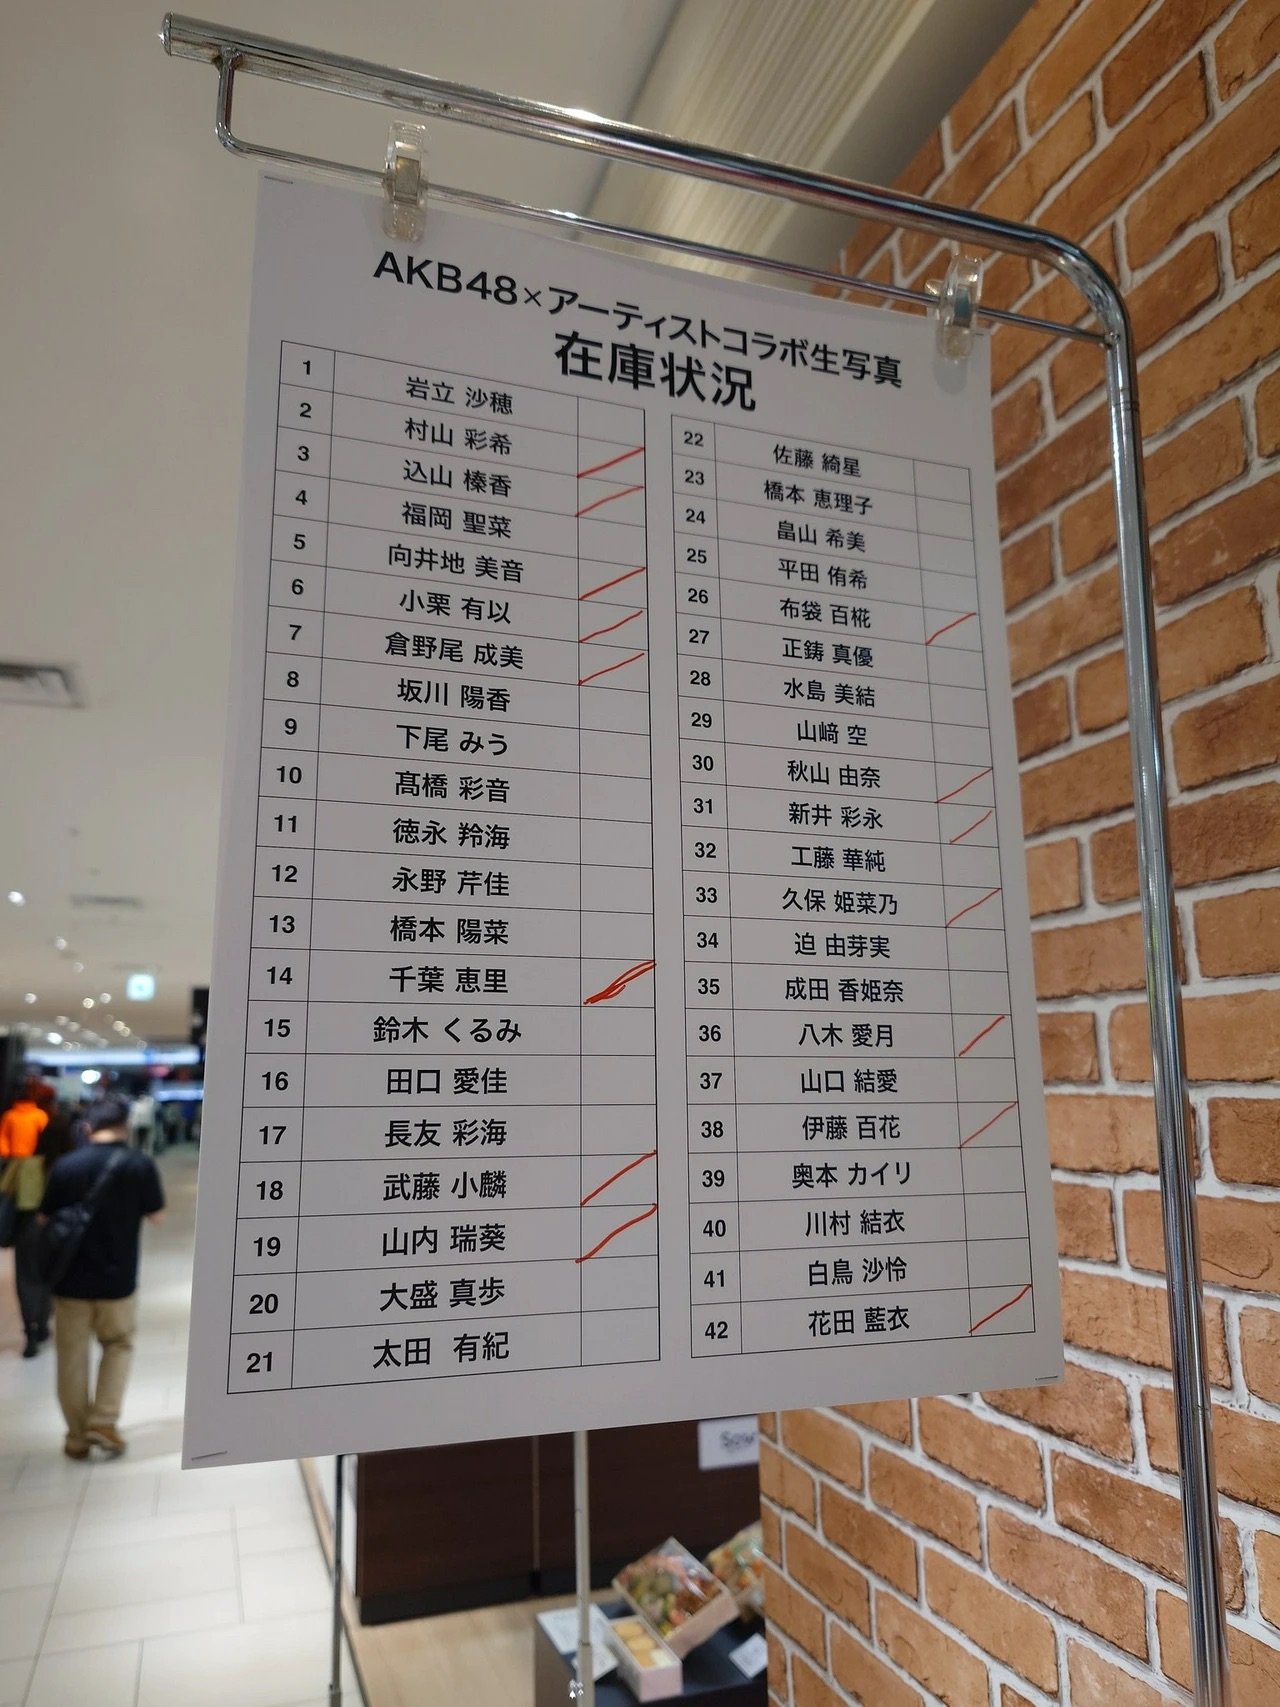 AKB48×アーティストコラボ生写真
在庫状況
1 岩立 沙穂
2 村山 彩希
3 込山 榛香
4 福岡 聖菜
5 向井地 美音
6 小栗 有以
7 倉野尾 成美
8 坂川 陽香
9 下尾 みう
10 髙橋 彩音
11 徳永 羚海
12 永野 芹佳
13 橋本 陽菜
14 千葉 恵里
15 鈴木 くるみ
16 田口 愛佳
17 長友 彩海
18 武藤 小麟
19 山内 瑞葵
20 大盛 真歩
21 太田 有紀
22 佐藤 綺星
23 橋本 恵理子
24 畠山 希美
25 平田 侑希
26 布袋 百椛
27 正鋳 真優
28 水島 美結
29 山﨑 空
30 秋山 由奈
31 新井 彩永
32 工藤 華純
33 久保 姫菜乃
34 迫 由芽実
35 成田 香姫奈
36 八木 愛月
37 山口 結愛
38 伊藤 百花
39 奥本 カイリ
40 川村 結衣
41 白鳥 沙怜
42 花田 藍衣